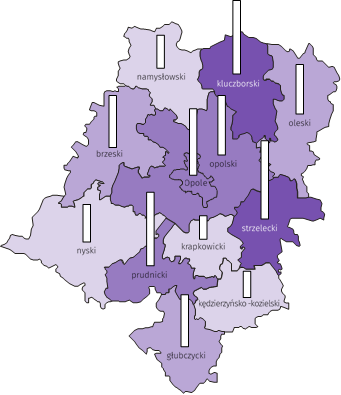 namysłowski
kluczborski
oleski
brzeski
opolski
Opole
strzelecki
nyski
krapkowicki
prudnicki
kędzierzyńsko -kozielski
głubczycki